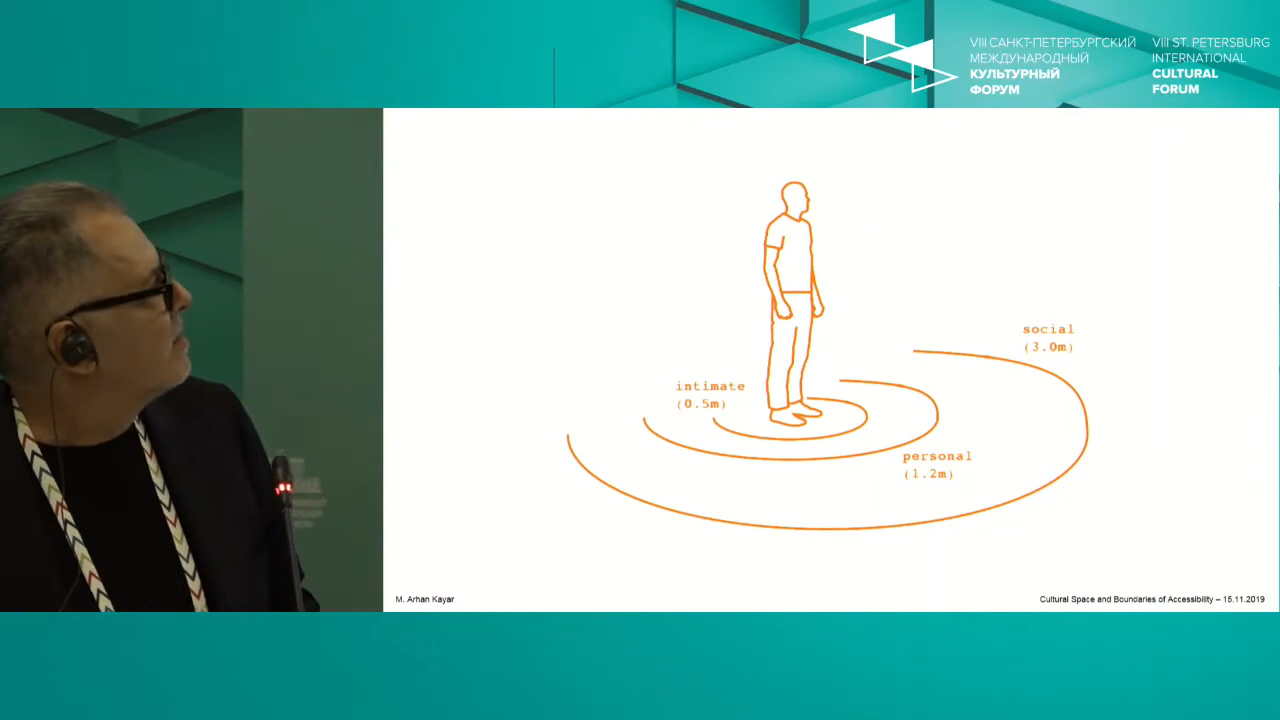 VIII САНКТ-ПЕТЕРБУРГСКИЙ
МЕЖДУНАРОДНЫЙ
КУЛЬТУРНЫЙ
ФОРУМ
VIII ST. PETERSBURG
INTERNATIONAL
CULTURAL
FORUM
social
(3.0m)
intimate
(0.5m)
personal
(1.2m)
M. Arhan Kayar
Cultural Space and Boundaries of Accessibility – 15.11.2019